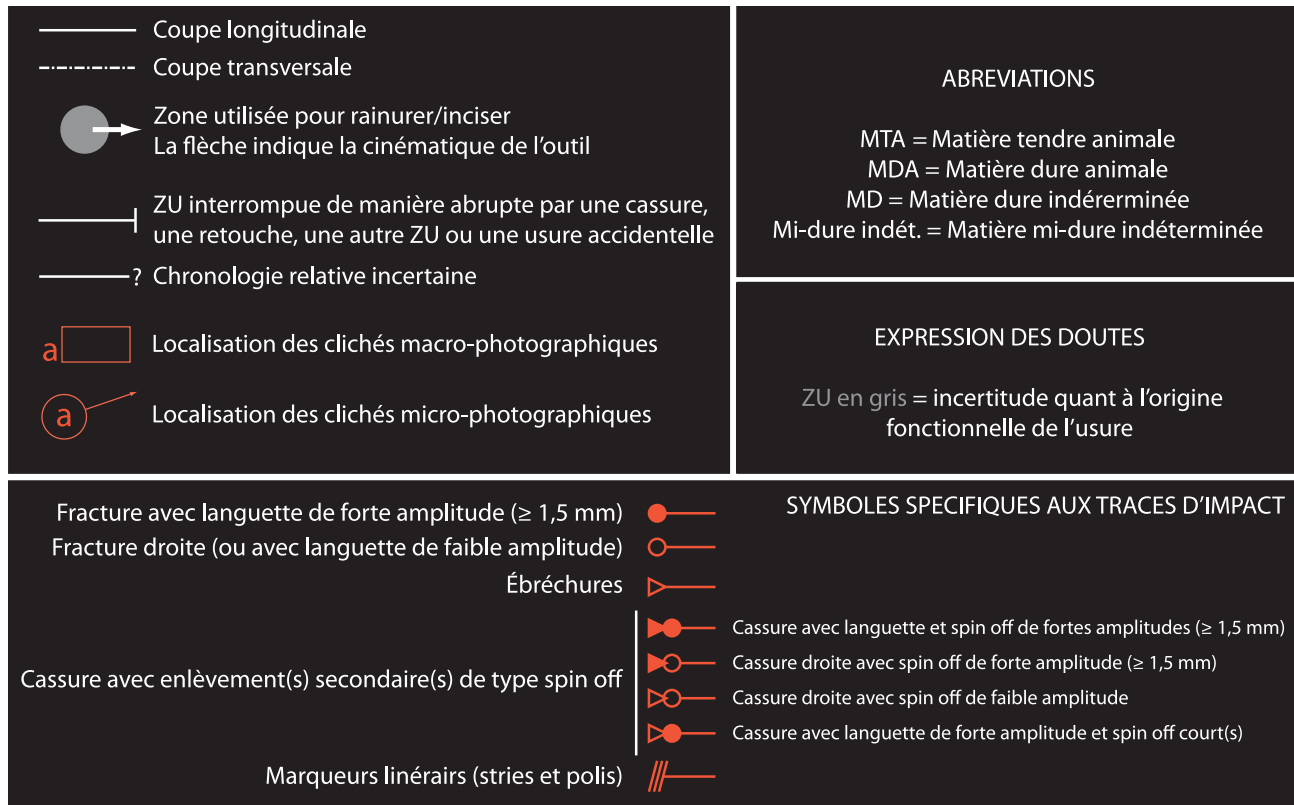 Coupe longitudinale
Coupe transversale
Zone utilisée pour rainurer/inciser
La flèche indique la cinématique de l'outil
ZU interrompue de manière abrupte par une cassure,
une retouche, une autre ZU ou une usure accidentelle
? Chronologie relative incertaine
a Localisation des clichés macro-photographiques
a Localisation des clichés micro-photographiques
ABREVIATIONS
MTA = Matière tendre animale
MDA = Matière dure animale
MD = Matière dure indérerminée
Mi-dure indét. = Matière mi-dure indéterminée
EXPRESSION DES DOUTES
ZU en gris = incertitude quant à l'origine
fonctionnelle de l'usure
SYMBOLES SPECIFIQUES AUX TRACES D'IMPACT
Fracture avec languette de forte amplitude (≥ 1,5 mm)
Fracture droite (ou avec languette de faible amplitude)
Ébréchures
Cassure avec enlèvement(s) secondaire(s) de type spin off
Cassure avec languette et spin off de fortes amplitudes (≥ 1,5 mm)
Cassure droite avec spin off de forte amplitude (≥ 1,5 mm)
Cassure droite avec spin off de faible amplitude
Cassure avec languette de forte amplitude et spin off court(s)
Marqueurs linérairs (stries et polis)